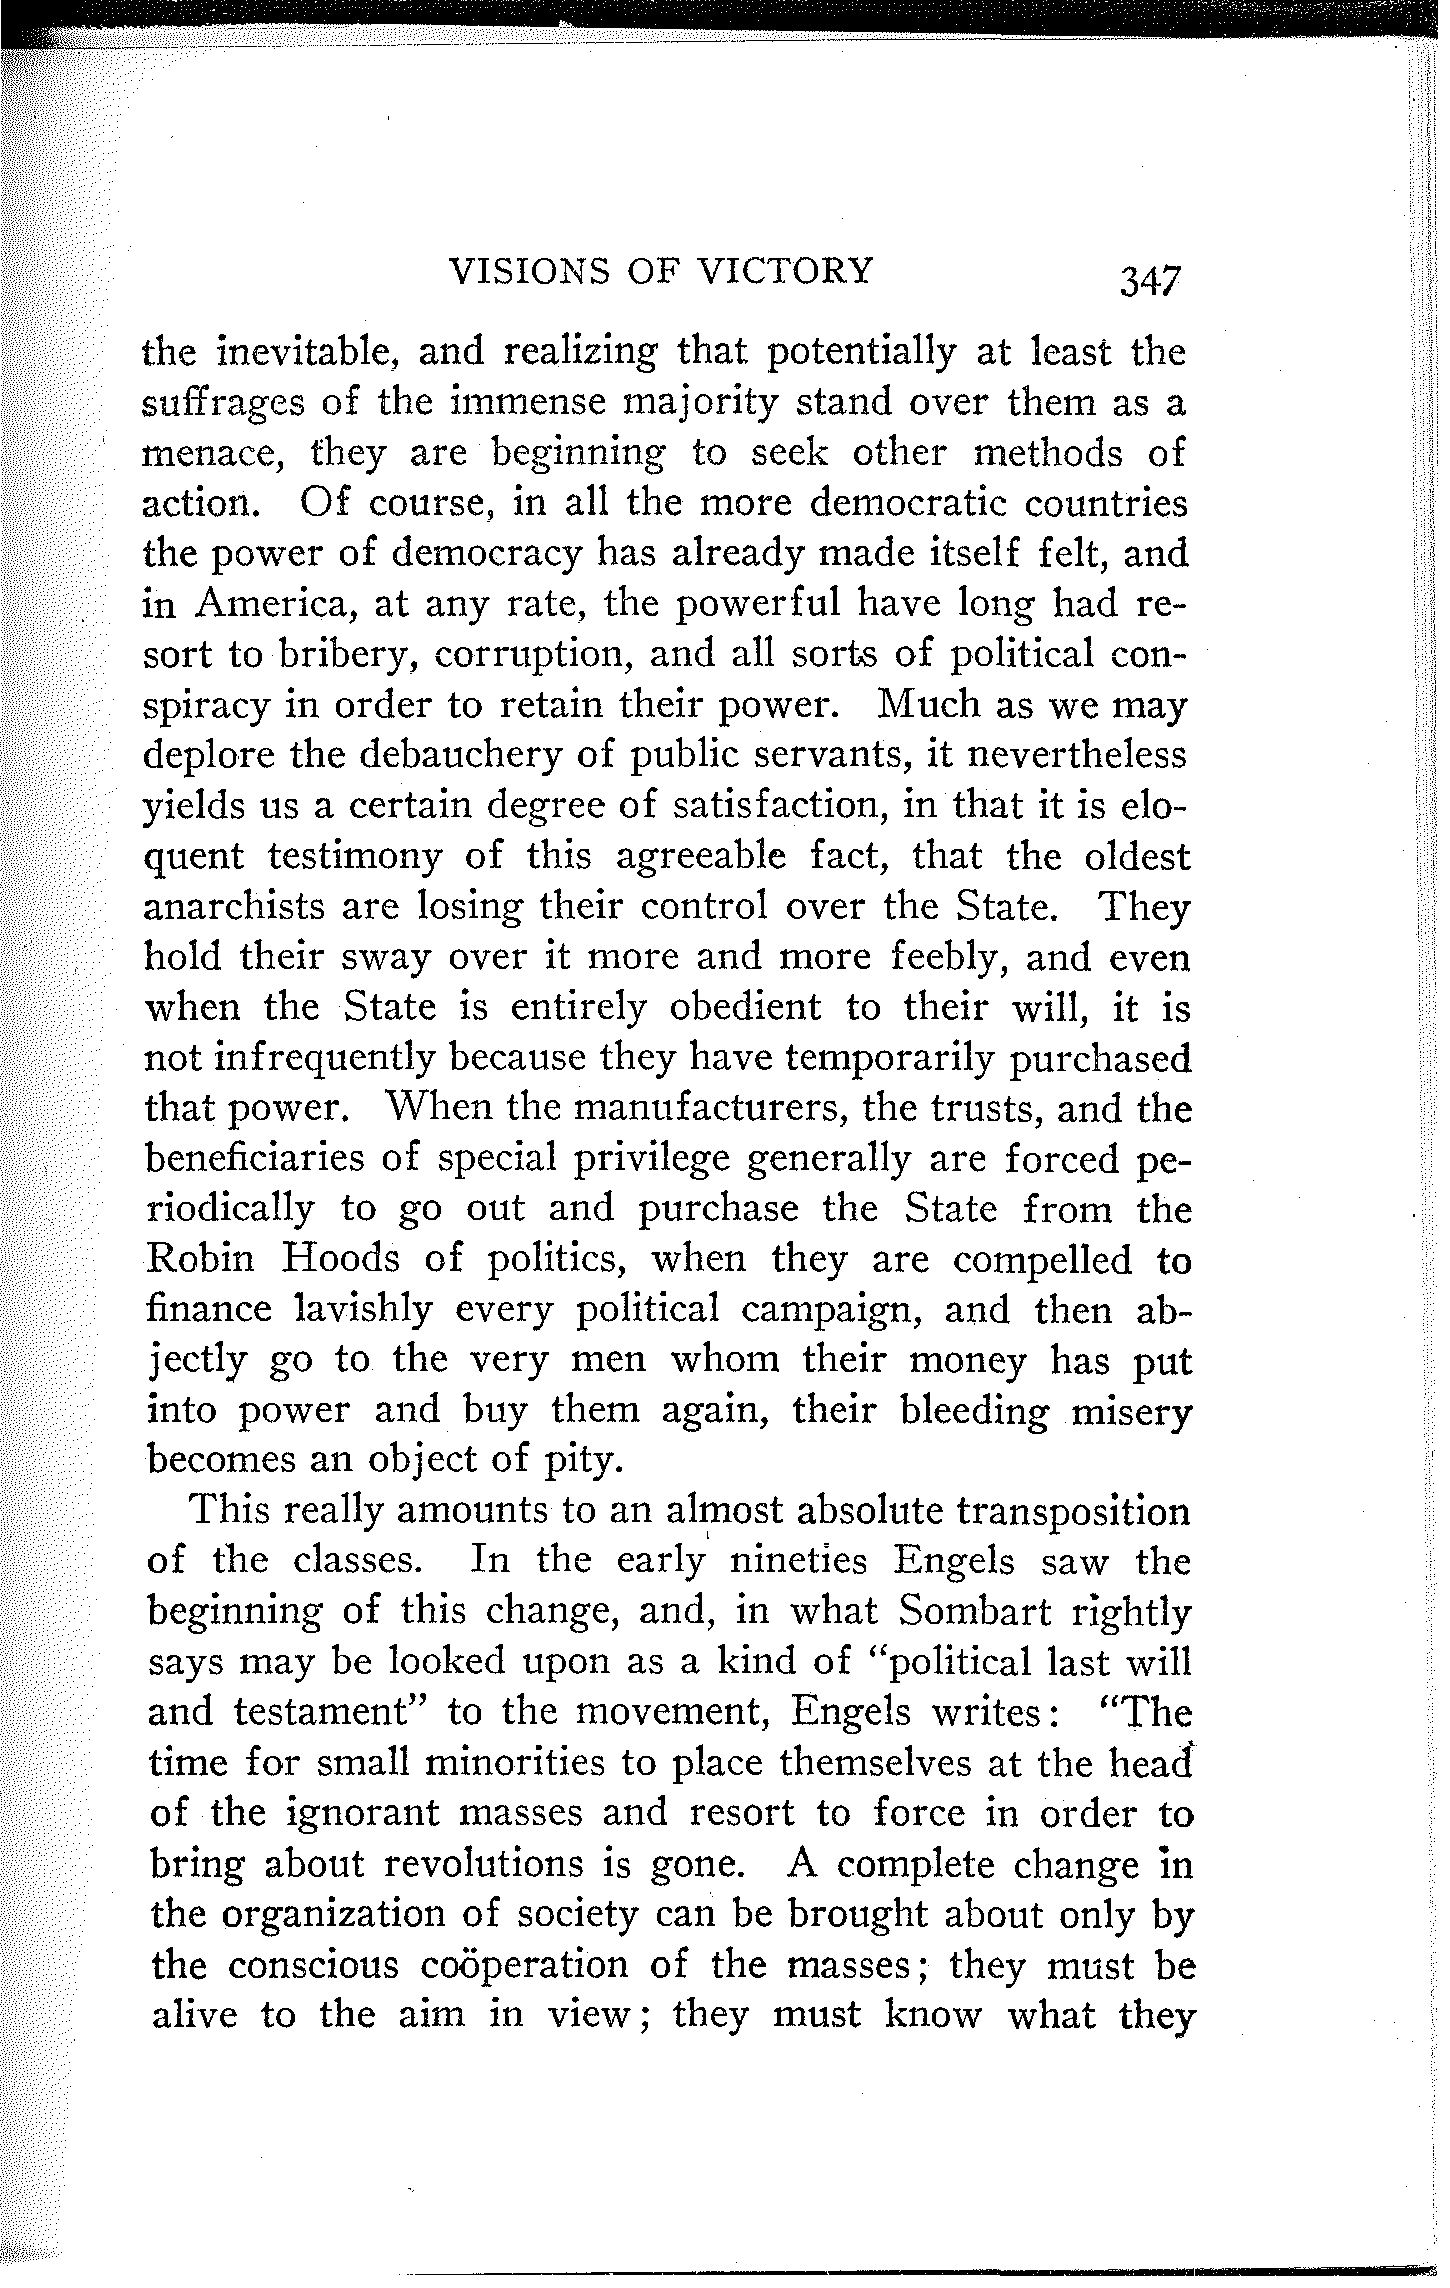 VISIONS OF VICTORY 347
the inevitable, and realizing that potentially at least the
suffrages of the immense majority stand over them as a
menace, they are beginning to seek other methods of
action. Of course, in all the more democratic countries
the power of democracy has already made itself felt, and
in America, at any rate, the powerful have long had re-
sort to bribery, corruption, and all sorts of political con-
spiracy in order to retain their power. Much as we may
deplore the debauchery of public servants, it nevertheless
yields us a certain degree of satisfaction, in that it is elo-
quent testimony of this agreeable fact, that the oldest
anarchists are losing their control over the State. They
hold their sway over it more and more feebly, and even
when the State is entirely obedient to their will, it is
not infrequently because they have temporarily purchased
that power. When the manufacturers, the trusts, and the
beneficiaries of special privilege generally are forced pe-
riodically to go out and purchase the State from the
Robin Hoods of politics, when they are compelled to
finance lavishly every political campaign, and then ab-
jectly go to the very men whom their money has put
into power and buy them again, their bleeding misery
becomes an object of pity.
This really amounts to an almost absolute transposition
of the classes. In the early nineties Engels saw the
beginning of this change, and, in what Sombart rightly
says may be looked upon as a kind of “political last will
and testament” to the movement, Engels writes: “The
time for small minorities to place themselves at the head
of the ignorant masses and resort to force in order to
bring about revolutions is gone. A complete change in
the organization of society can be brought about only by
the conscious coöperation of the masses; they must be
alive to the aim in view; they must know what they